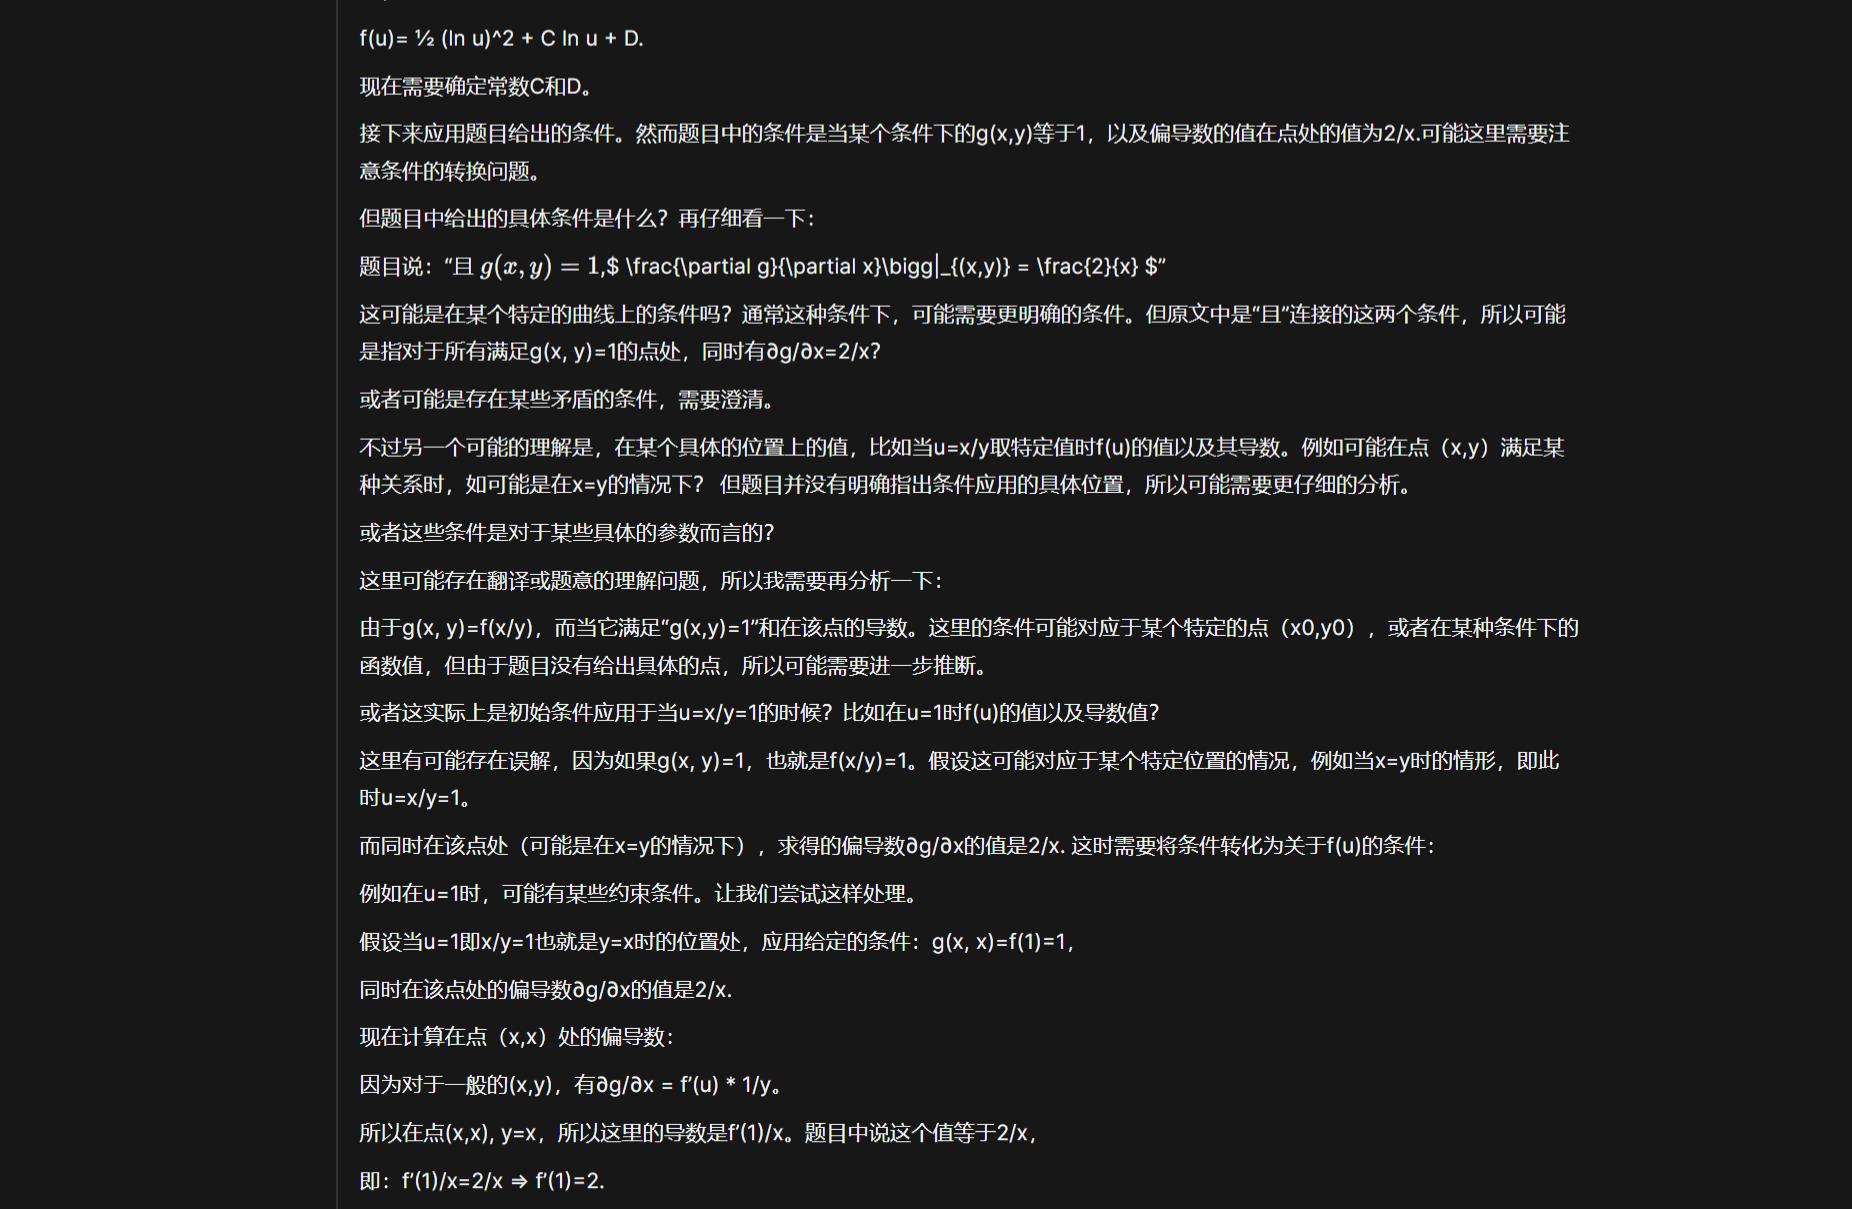 f(u)= ½ (ln u)^2 + C ln u + D.
现在需要确定常数C和D。
接下来应用题目给出的条件。然而题目中的条件是当某个条件下的g(x,y)等于1，以及偏导数的值在点处的值为2/x.可能这里需要注
意条件的转换问题。
但题目中给出的具体条件是什么？再仔细看一下：
题目说：“且 g(x, y) = 1,$ \frac{\partial g}{\partial x}\bigg|_{(x,y)} = \frac{2}{x} $”
这可能是在某个特定的曲线上的条件吗？通常这种条件下，可能需要更明确的条件。但原文中是“且”连接的这两个条件，所以可能
是指对于所有满足g(x, y)=1的点处，同时有∂g/∂x=2/x?
或者可能是存在某些矛盾的条件，需要澄清。
不过另一个可能的理解是，在某个具体的位置上的值，比如当u=x/y取特定值时f(u)的值以及其导数。例如可能在点（x,y）满足某
种关系时，如可能是在x=y的情况下？ 但题目并没有明确指出条件应用的具体位置，所以可能需要更仔细的分析。
或者这些条件是对于某些具体的参数而言的？
这里可能存在翻译或题意的理解问题，所以我需要再分析一下：
由于g(x, y)=f(x/y)，而当它满足“g(x,y)=1”和在该点的导数。这里的条件可能对应于某个特定的点（x0,y0），或者在某种条件下的
函数值，但由于题目没有给出具体的点，所以可能需要进一步推断。
或者这实际上是初始条件应用于当u=x/y=1的时候？比如在u=1时f(u)的值以及导数值？
这里有可能存在误解，因为如果g(x, y)=1，也就是f(x/y)=1。假设这可能对应于某个特定位置的情况，例如当x=y时的情形，即此
时u=x/y=1。
而同时在该点处（可能是在x=y的情况下），求得的偏导数∂g/∂x的值是2/x. 这时需要将条件转化为关于f(u)的条件：
例如在u=1时，可能有某些约束条件。让我们尝试这样处理。
假设当u=1即x/y=1也就是y=x时的位置处，应用给定的条件：g(x, x)=f(1)=1，
同时在该点处的偏导数∂g/∂x的值是2/x.
现在计算在点（x,x）处的偏导数：
因为对于一般的(x,y)，有∂g/∂x = f’(u) * 1/y。
所以在点(x,x), y=x，所以这里的导数是f’(1)/x。题目中说这个值等于2/x，
即：f’(1)/x=2/x ⇒ f’(1)=2.